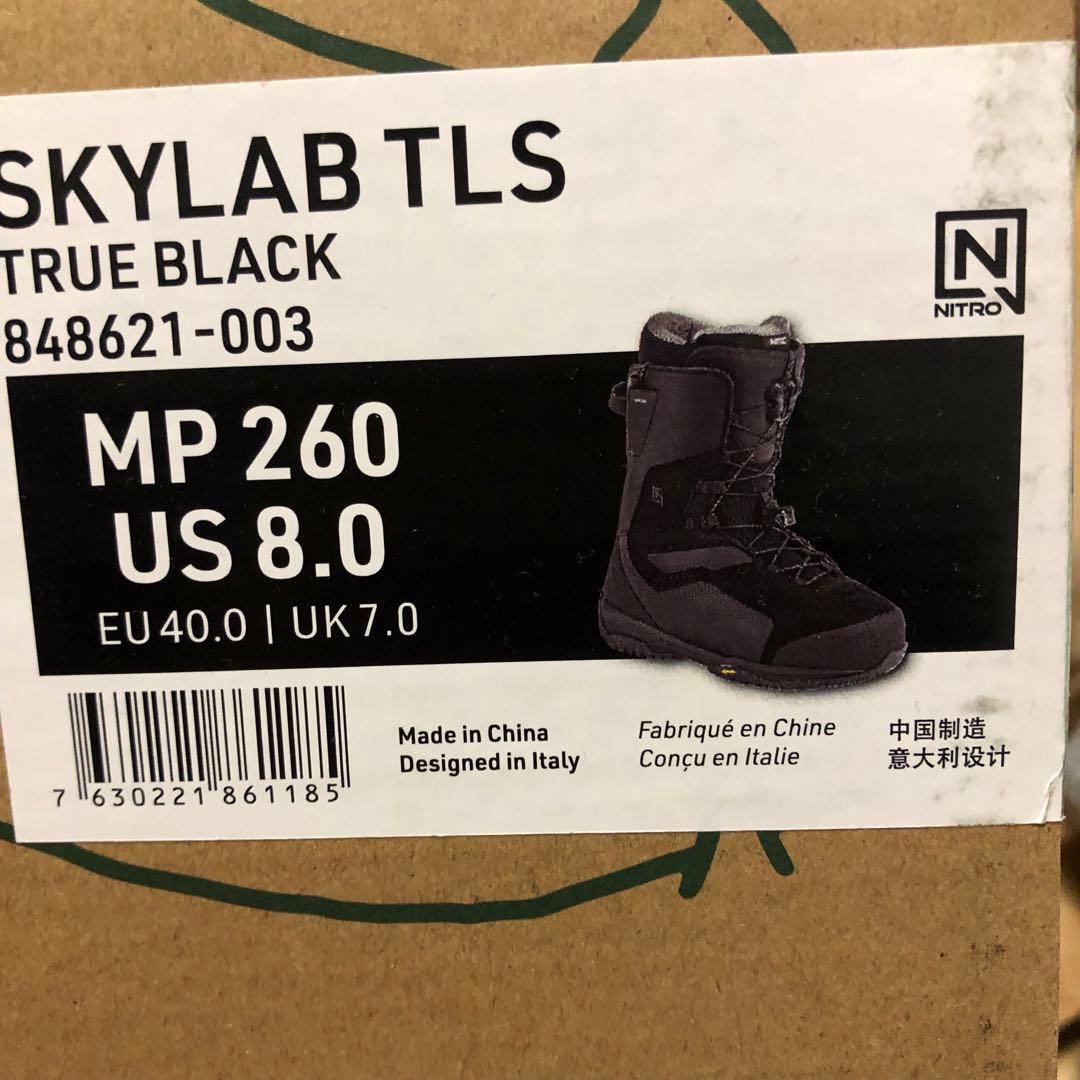 SKYLAB TLS
TRUE BLACK
848621-003
NITRO
MP 260
US 8.0
EU 40.0 | UK 7.0
7 630221 861185
Made in China
Designed in Italy
Fabriqué en Chine
Conçu en Italie
中国制造
意大利设计